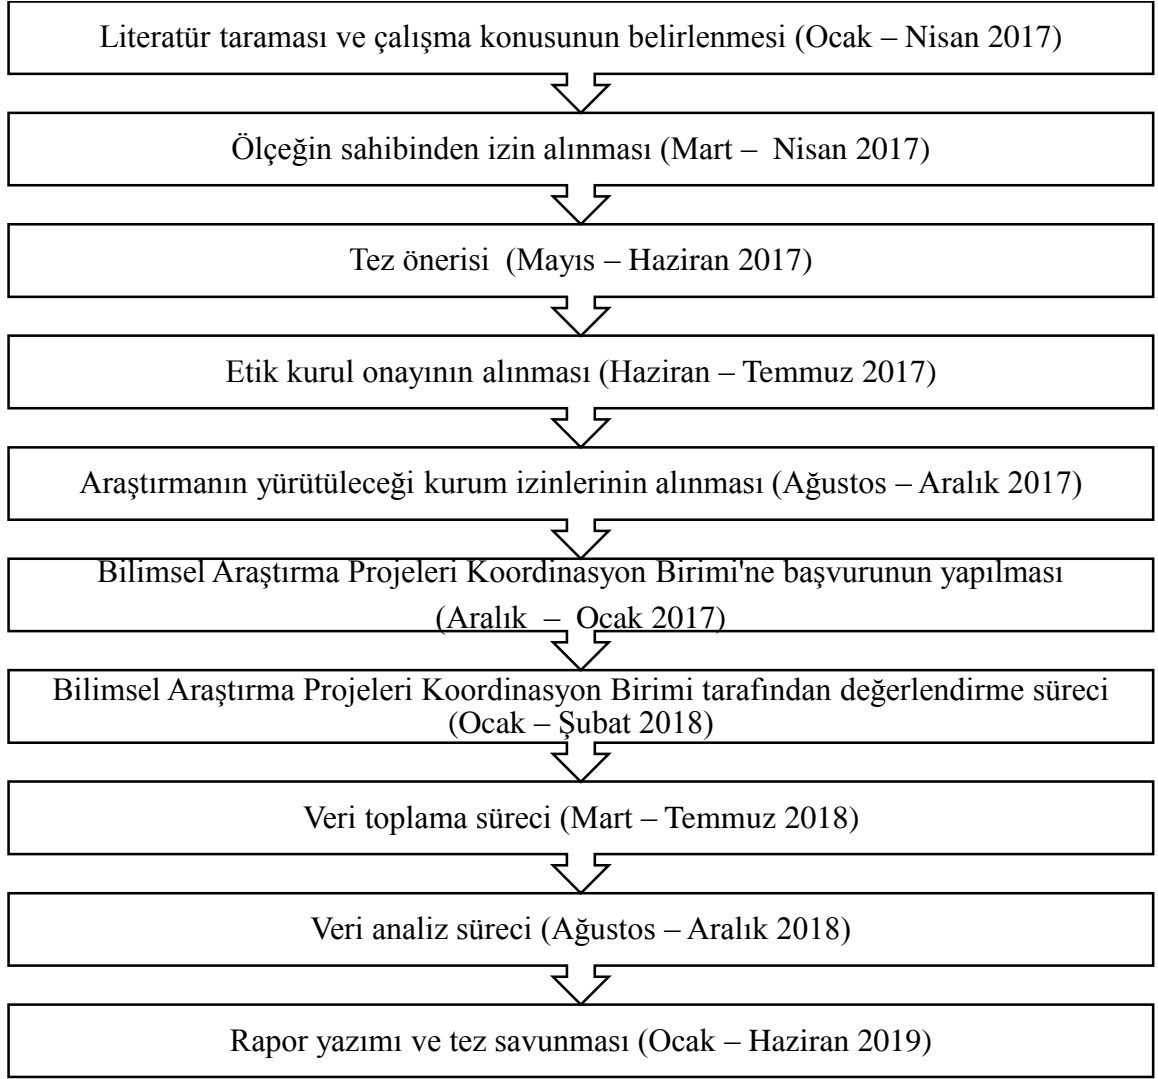 Literatür taraması ve çalışma konusunun belirlenmesi (Ocak – Nisan 2017)
Ölçeğin sahibinden izin alınması (Mart –  Nisan 2017)
Tez önerisi  (Mayıs – Haziran 2017)
Etik kurul onayının alınması (Haziran – Temmuz 2017)
Araştırmanın yürütüleceği kurum izinlerinin alınması (Ağustos – Aralık 2017)
Bilimsel Araştırma Projeleri Koordinasyon Birimi'ne başvurunun yapılması
(Aralık  –  Ocak 2017)
Bilimsel Araştırma Projeleri Koordinasyon Birimi tarafından değerlendirme süreci
(Ocak – Şubat 2018)
Veri toplama süreci (Mart – Temmuz 2018)
Veri analiz süreci (Ağustos – Aralık 2018)
Rapor yazımı ve tez savunması (Ocak – Haziran 2019)